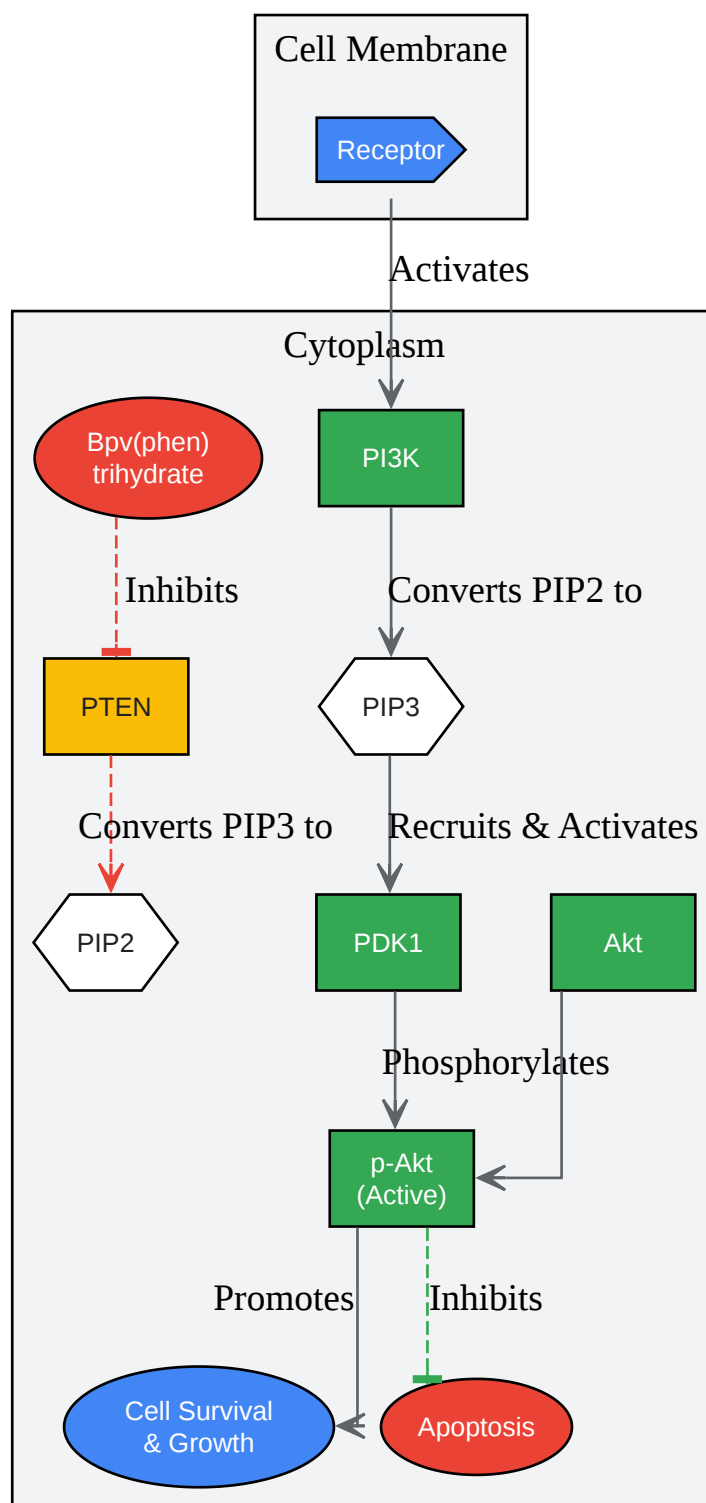 Cell Membrane
Receptor
Activates
Cytoplasm
Bpv(phen)
trihydrate
PI3K
Inhibits
Converts PIP2 to
PTEN
PIP3
Converts PIP3 to
Recruits & Activates
PIP2
PDK1
Akt
Phosphorylates
p-Akt
(Active)
Promotes
Inhibits
Cell Survival
& Growth
Apoptosis